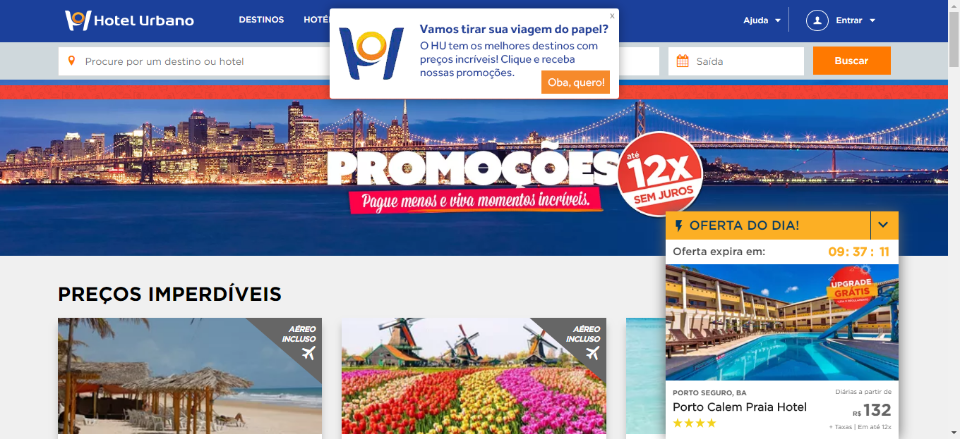 Hotel Urbano
DESTINOS
HOTÉ
Ajuda
Entrar
x
Vamos tirar sua viagem do papel?
O HU tem os melhores destinos com
preços incríveis! Clique e receba
nossas promoções.
Oba, quero!
Procure por um destino ou hotel
Saída
Buscar
PROMOÇÕES
Pague menos e viva momentos incríveis.
até
12x
SEM JUROS
OFERTA DO DIA!
Oferta expira em:
09: 37: 11
UPGRADE
GRÁTIS
PORTO SEGURO, BA
Diárias a partir de
Porto Calem Praia Hotel
R$ 132
+ Taxas | Em até 12x
PREÇOS IMPERDÍVEIS
AÉREO
INCLUSO
AÉREO
INCLUSO